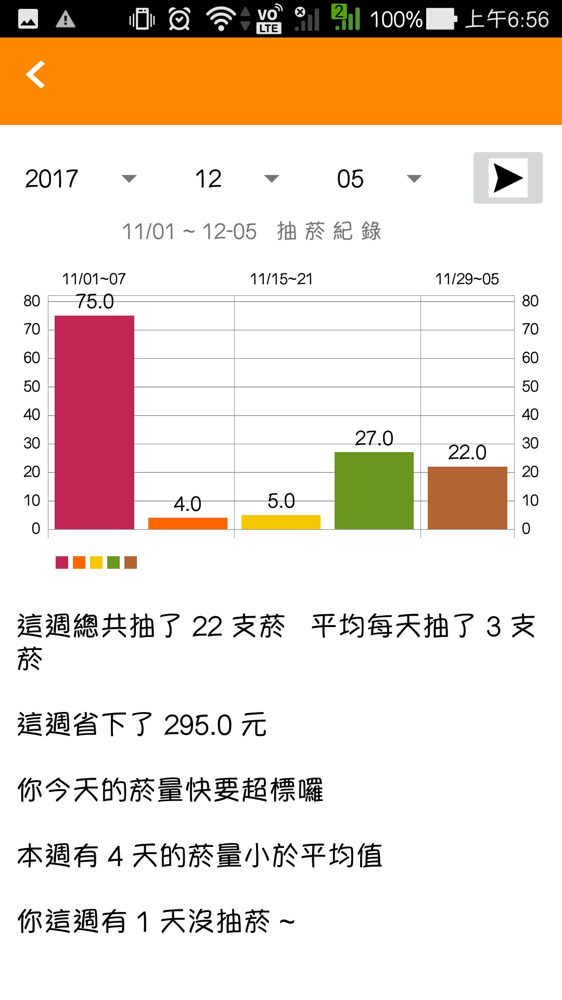 VO LTE 2 100% 上午6:56
2017 12 05
11/01 ~ 12-05 抽菸紀錄
11/01~07 11/15~21 11/29~05
80 75.0 80
70 70
60 60
50 50
40 40
30 27.0 30
22.0
20 20
10 4.0 5.0 10
0 0
這週總共抽了 22 支菸 平均每天抽了 3 支
菸
這週省下了 295.0 元
你今天的菸量快要超標囉
本週有 4 天的菸量小於平均值
你這週有 1 天沒抽菸 ~